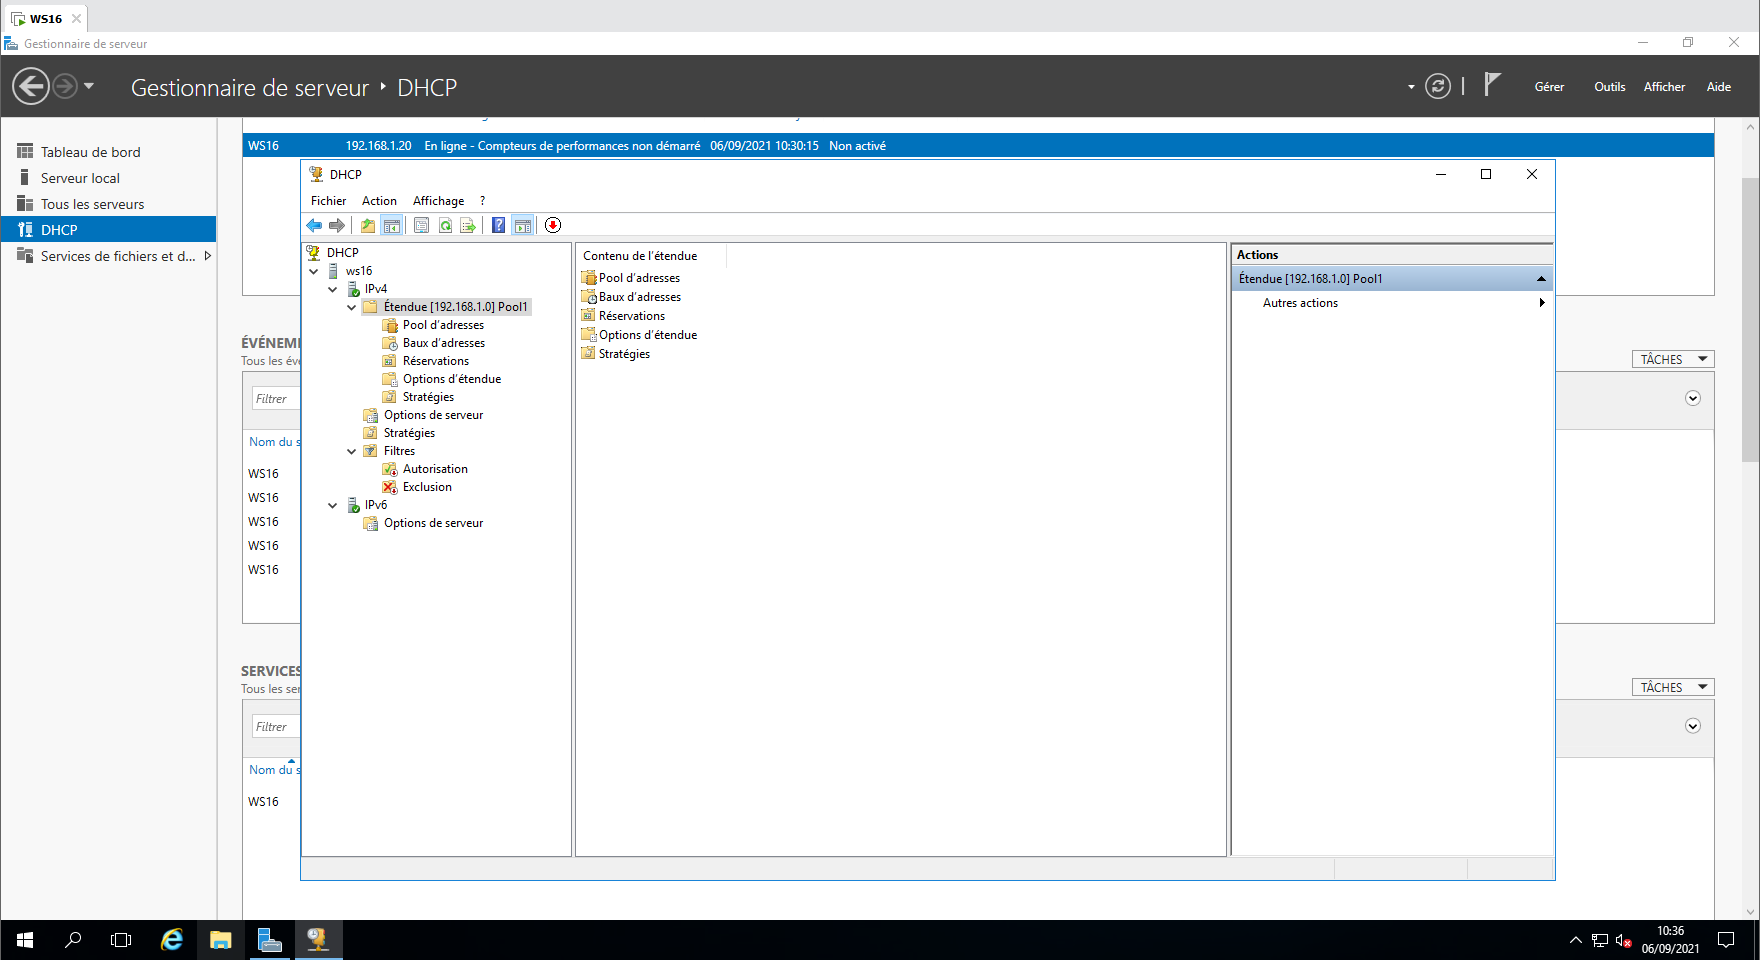 WS16
Gestionnaire de serveur
Gestionnaire de serveur ‣ DHCP
Gérer Outils Afficher Aide
Tableau de bord
Serveur local
Tous les serveurs
DHCP
Services de fichiers et d...
WS16 192.168.1.20 En ligne - Compteurs de performances non démarré 06/09/2021 10:30:15 Non activé
DHCP
Fichier Action Affichage ?
DHCP
ws16
IPv4
Étendue [192.168.1.0] Pool1
Pool d'adresses
Baux d'adresses
Réservations
Options d'étendue
Stratégies
Options de serveur
Stratégies
Filtres
Autorisation
Exclusion
IPv6
Options de serveur
Contenu de l'étendue
Pool d'adresses
Baux d'adresses
Réservations
Options d'étendue
Stratégies
Actions
Étendue [192.168.1.0] Pool1
Autres actions
ÉVÉNEM
Tous les évé
TÂCHES
Filtrer
Nom du s
WS16
WS16
WS16
WS16
WS16
SERVICES
Tous les ser
TÂCHES
Filtrer
Nom du s
WS16
10:36
06/09/2021